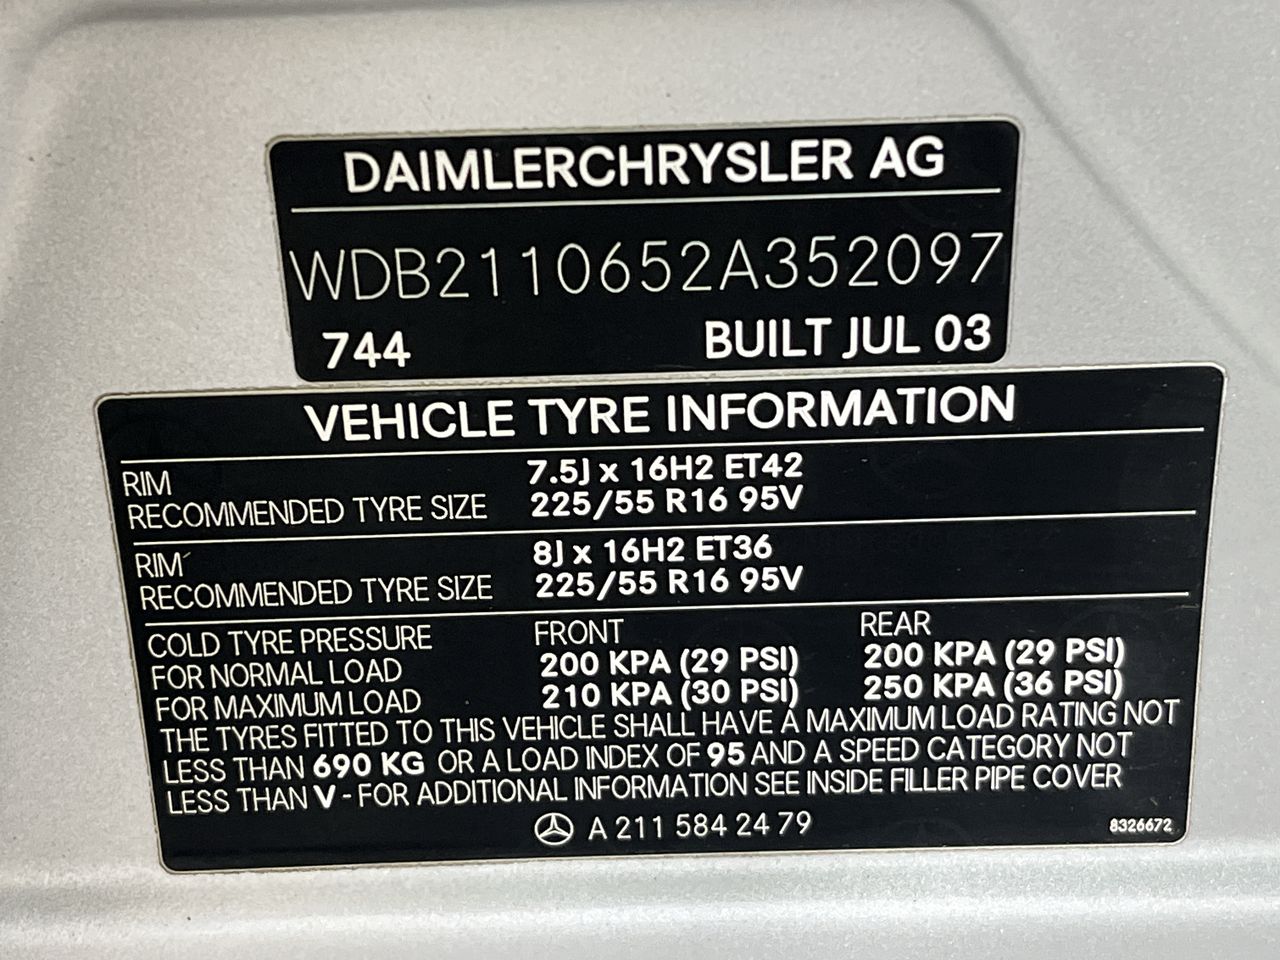 DAIMLERCHRYSLER AG
WDB2110652A352097
744 BUILT JUL 03
VEHICLE TYRE INFORMATION
RIM 7.5J x 16H2 ET42
RECOMMENDED TYRE SIZE 225/55 R16 95V
RIM 8J x 16H2 ET36
RECOMMENDED TYRE SIZE 225/55 R16 95V
COLD TYRE PRESSURE FRONT REAR
FOR NORMAL LOAD 200 KPA (29 PSI) 200 KPA (29 PSI)
FOR MAXIMUM LOAD 210 KPA (30 PSI) 250 KPA (36 PSI)
THE TYRES FITTED TO THIS VEHICLE SHALL HAVE A MAXIMUM LOAD RATING NOT
LESS THAN 690 KG OR A LOAD INDEX OF 95 AND A SPEED CATEGORY NOT
LESS THAN V - FOR ADDITIONAL INFORMATION SEE INSIDE FILLER PIPE COVER
A 211 584 24 79 8326672